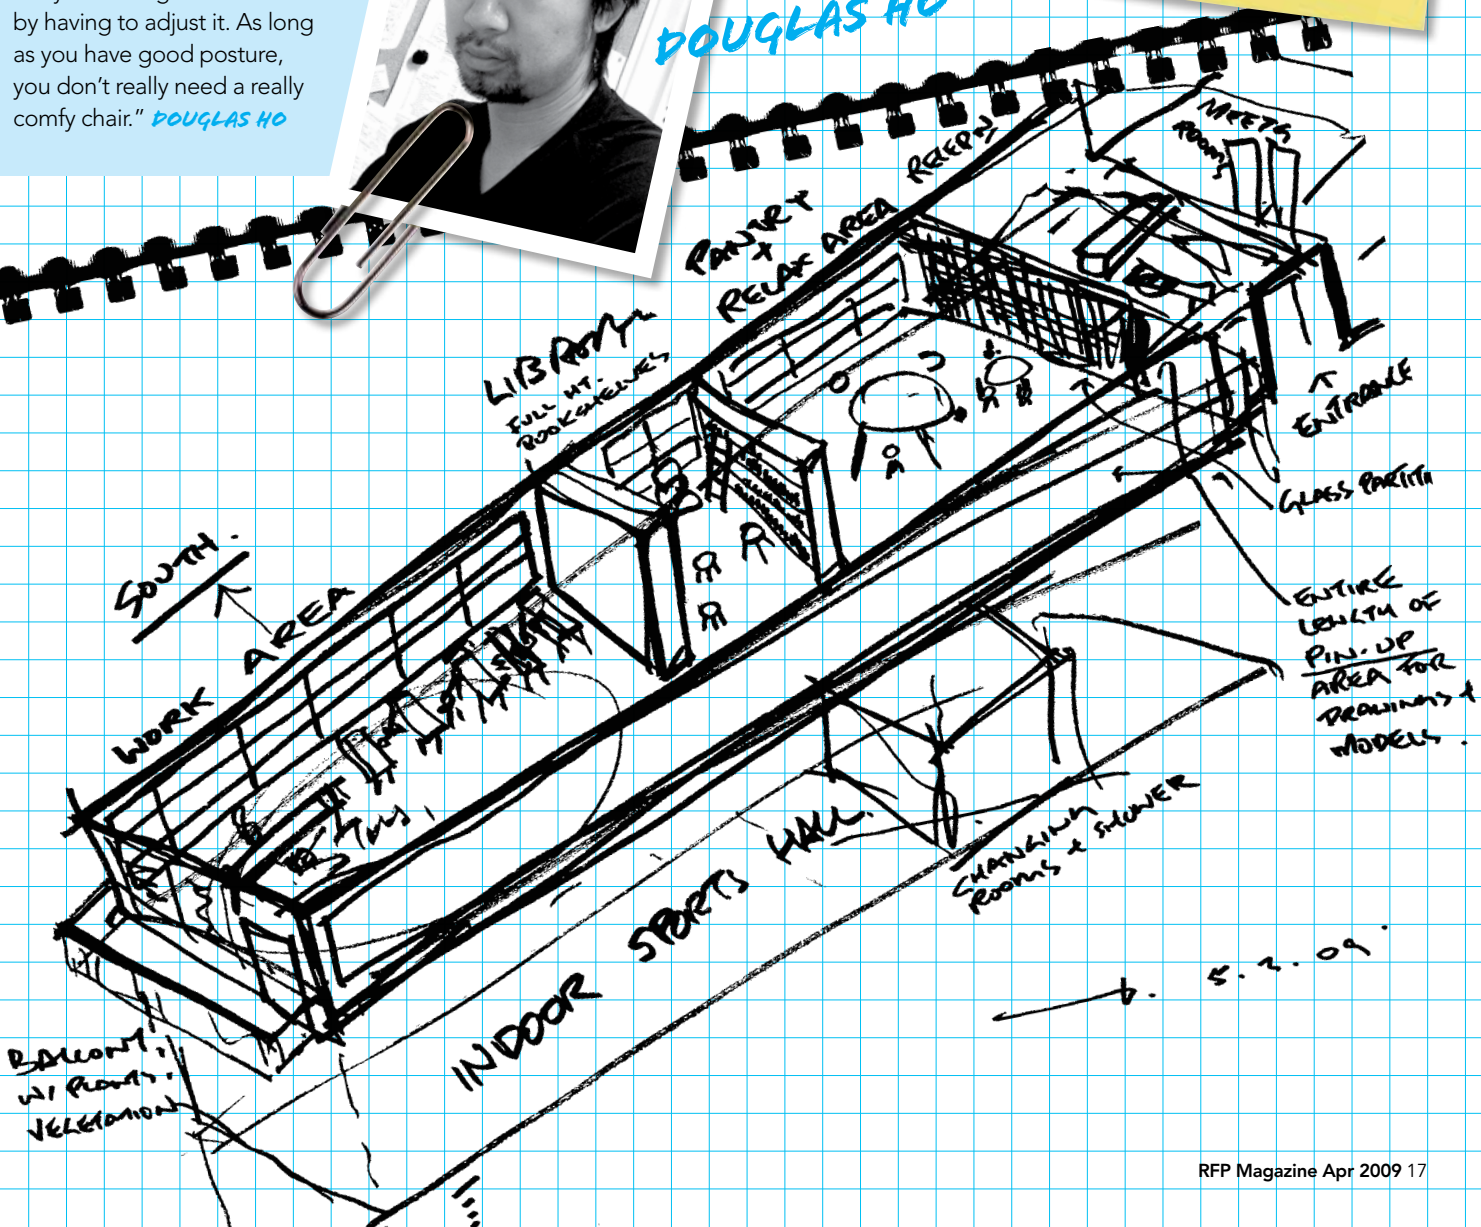 by having to adjust it. As long
as you have good posture,
you don't really need a really
comfy chair." DOUGLAS HO
DOUGLAS HO
MEETG
ROOMS
RECEPTN
PANTRY
+
RELAX AREA
LIBRARY
FULL HT.
BOOKSHELVES
ENTRANCE
GLASS PARTITN
SOUTH.
WORK AREA
ENTIRE
LENGTH OF
PIN-UP
AREA FOR
DRAWINGS +
MODELS.
CHANGING
ROOMS + SHOWER
INDOOR SPORTS HALL.
5.2.09.
BALCONY.
W/ PLANTS.
VEGETATION
RFP Magazine Apr 2009 17